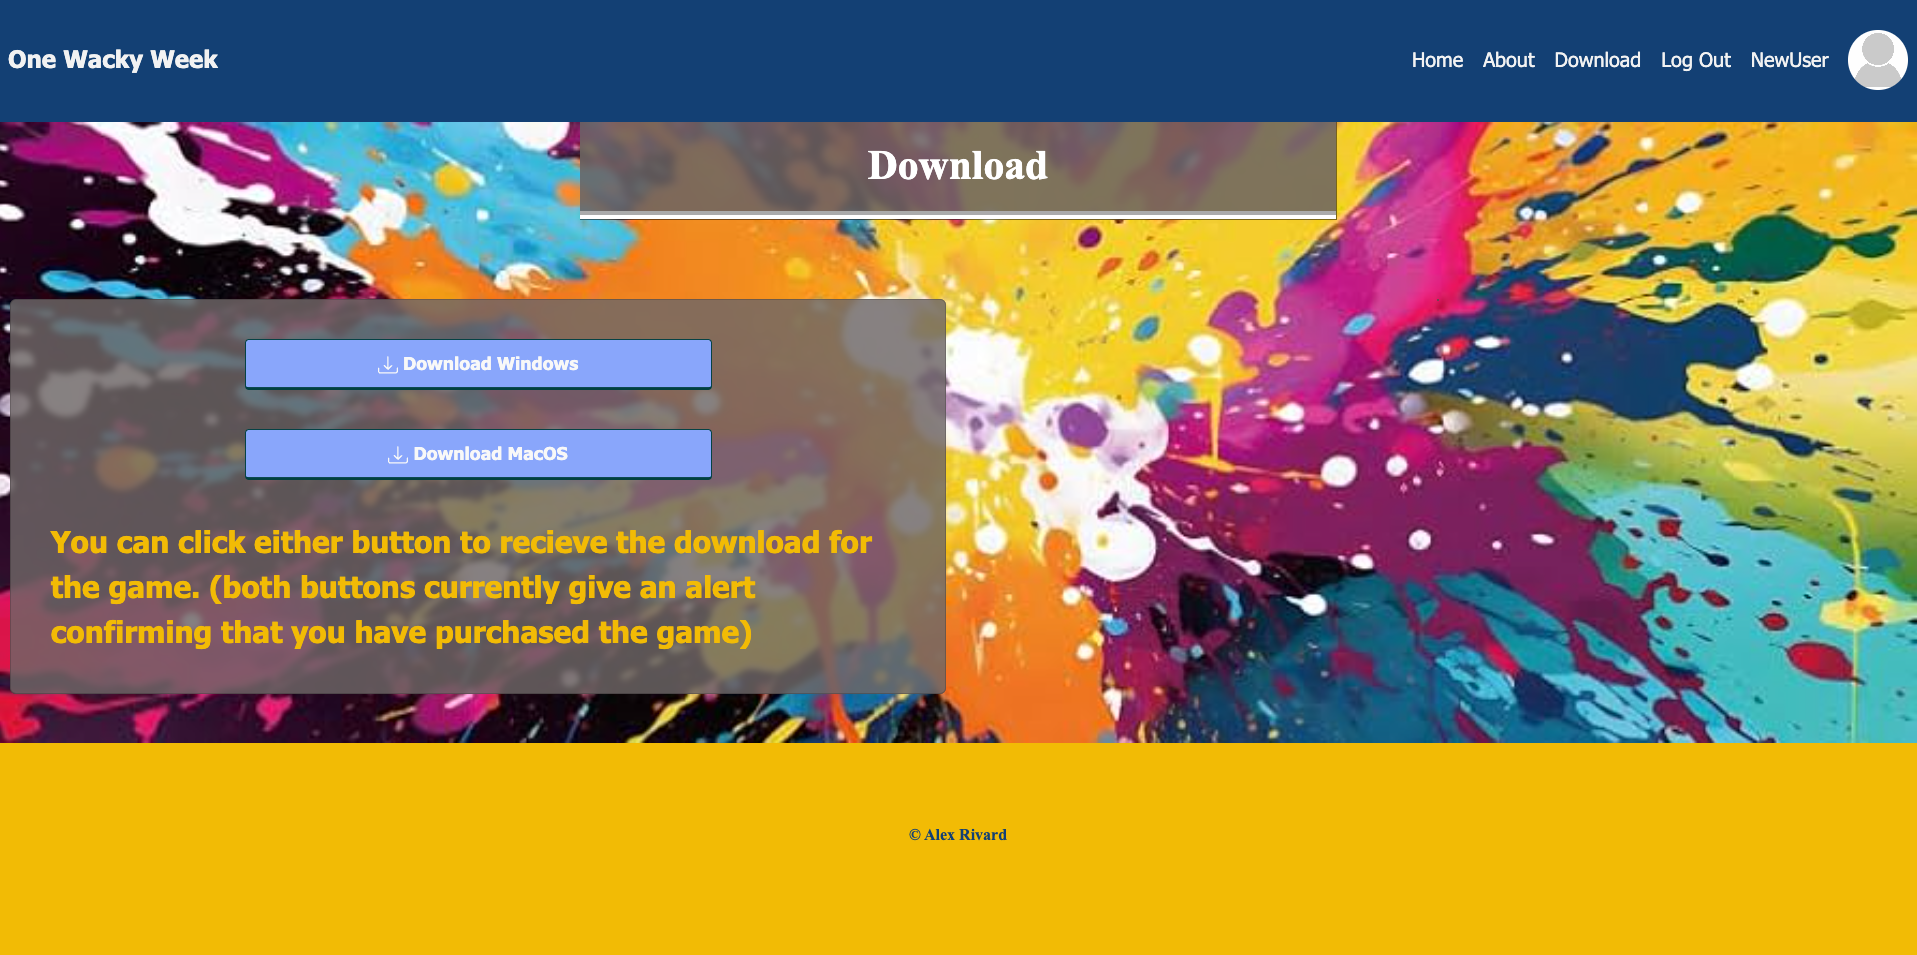 One Wacky Week
Home About Download Log Out NewUser
Download
Download Windows
Download MacOS
You can click either button to recieve the download for
the game. (both buttons currently give an alert
confirming that you have purchased the game)
© Alex Rivard